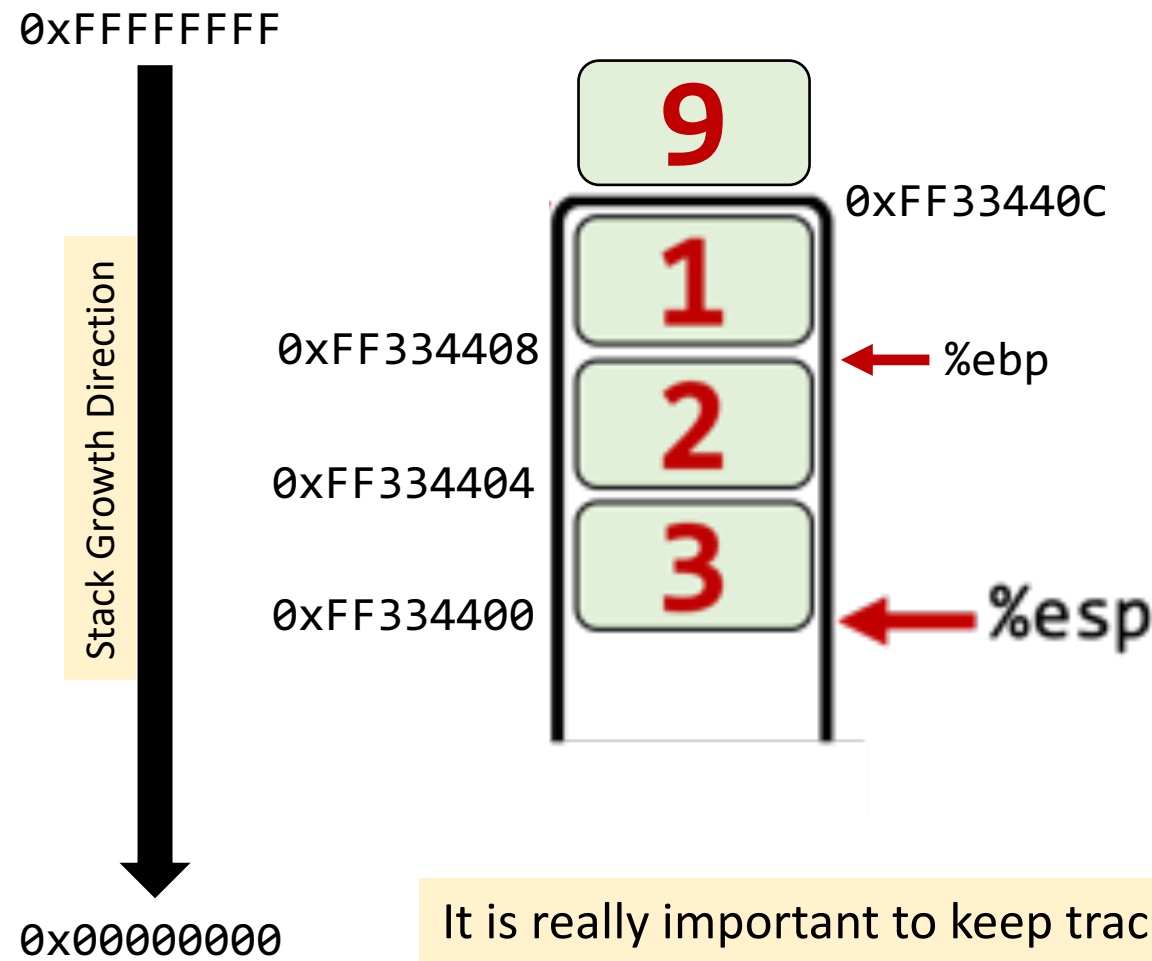 0xFFFFFFFF
9
0xFF33440C
1
0xFF334408
%ebp
2
0xFF334404
3
0xFF334400
%esp
Stack Growth Direction
0x00000000
It is really important to keep trac